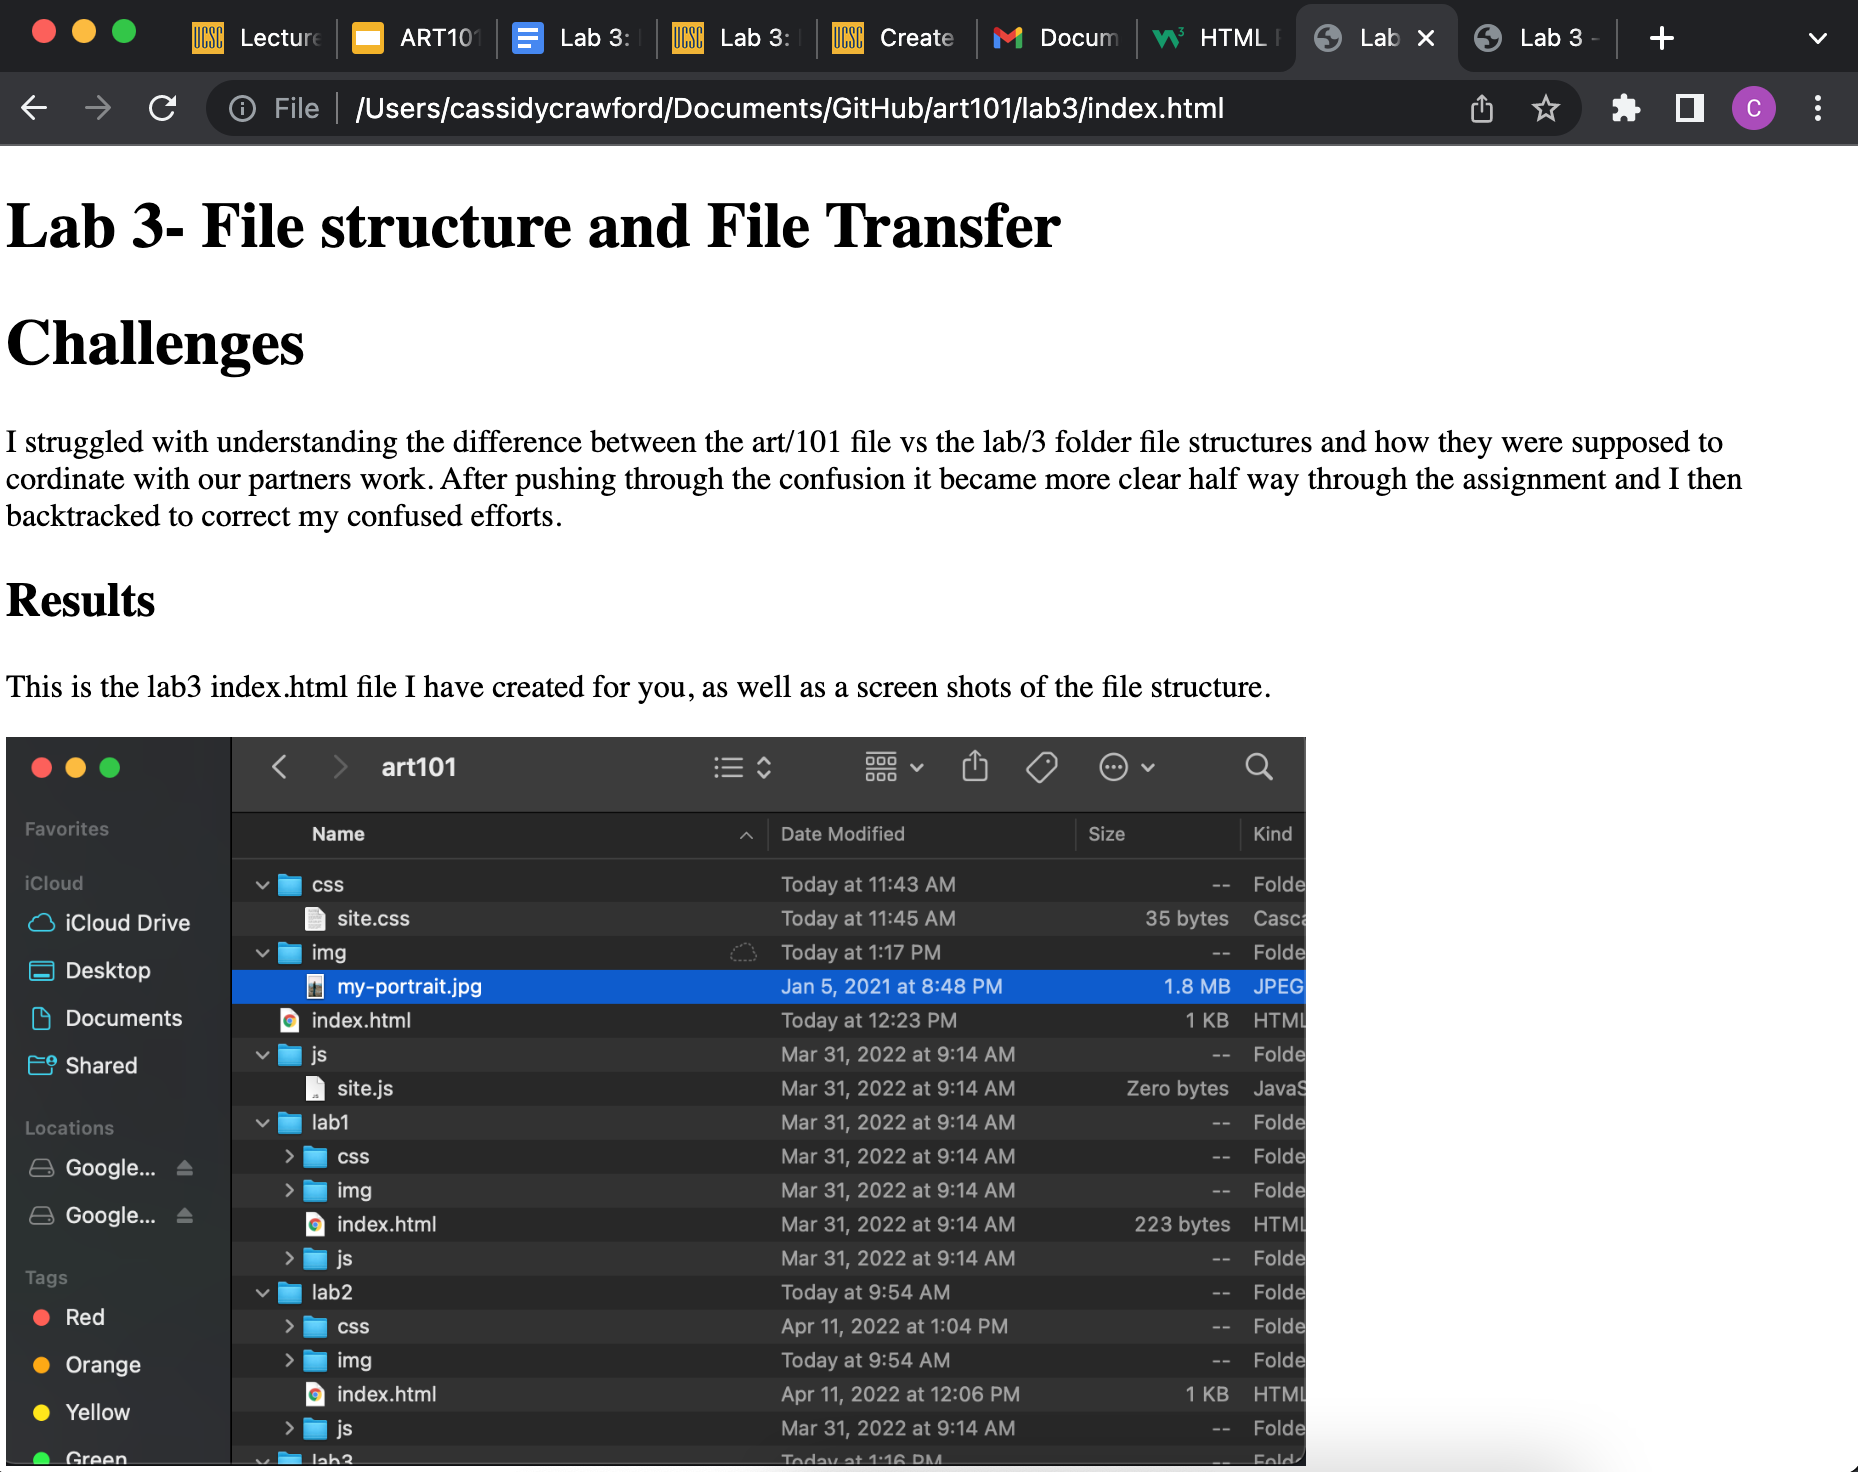 Lecture
ART101
Lab 3:
Lab 3:
Create
Docum
HTML
Lab
Lab 3 -
File
/Users/cassidycrawford/Documents/GitHub/art101/lab3/index.html
C
Lab 3- File structure and File Transfer
Challenges
I struggled with understanding the difference between the art/101 file vs the lab/3 folder file structures and how they were supposed to
cordinate with our partners work. After pushing through the confusion it became more clear half way through the assignment and I then
backtracked to correct my confused efforts.
Results
This is the lab3 index.html file I have created for you, as well as a screen shots of the file structure.
art101
Favorites
iCloud
iCloud Drive
Desktop
Documents
Shared
Locations
Google...
Google...
Tags
Red
Orange
Yellow
Green
Name Date Modified Size Kind
css Today at 11:43 AM -- Folde
site.css Today at 11:45 AM 35 bytes Casca
img Today at 1:17 PM -- Folde
my-portrait.jpg Jan 5, 2021 at 8:48 PM 1.8 MB JPEG
index.html Today at 12:23 PM 1 KB HTML
js Mar 31, 2022 at 9:14 AM -- Folde
site.js Mar 31, 2022 at 9:14 AM Zero bytes JavaS
lab1 Mar 31, 2022 at 9:14 AM -- Folde
css Mar 31, 2022 at 9:14 AM -- Folde
img Mar 31, 2022 at 9:14 AM -- Folde
index.html Mar 31, 2022 at 9:14 AM 223 bytes HTML
js Mar 31, 2022 at 9:14 AM -- Folde
lab2 Today at 9:54 AM -- Folde
css Apr 11, 2022 at 1:04 PM -- Folde
img Today at 9:54 AM -- Folde
index.html Apr 11, 2022 at 12:06 PM 1 KB HTML
js Mar 31, 2022 at 9:14 AM -- Folde
lab3 Today at 1:16 PM -- Folde